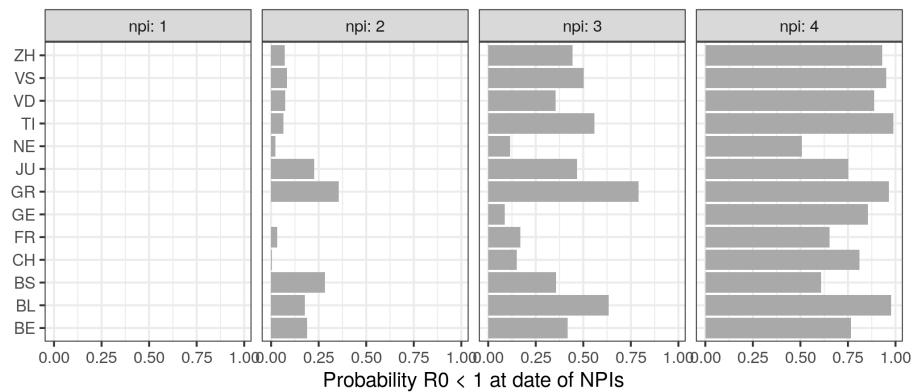 npi: 1 npi: 2 npi: 3 npi: 4
ZH
VS
VD
TI
NE
JU
GR
GE
FR
CH
BS
BL
BE
0.00 0.25 0.50 0.75 1.00 0.00 0.25 0.50 0.75 1.00 0.00 0.25 0.50 0.75 1.00 0.00 0.25 0.50 0.75 1.00
Probability R0 < 1 at date of NPIs